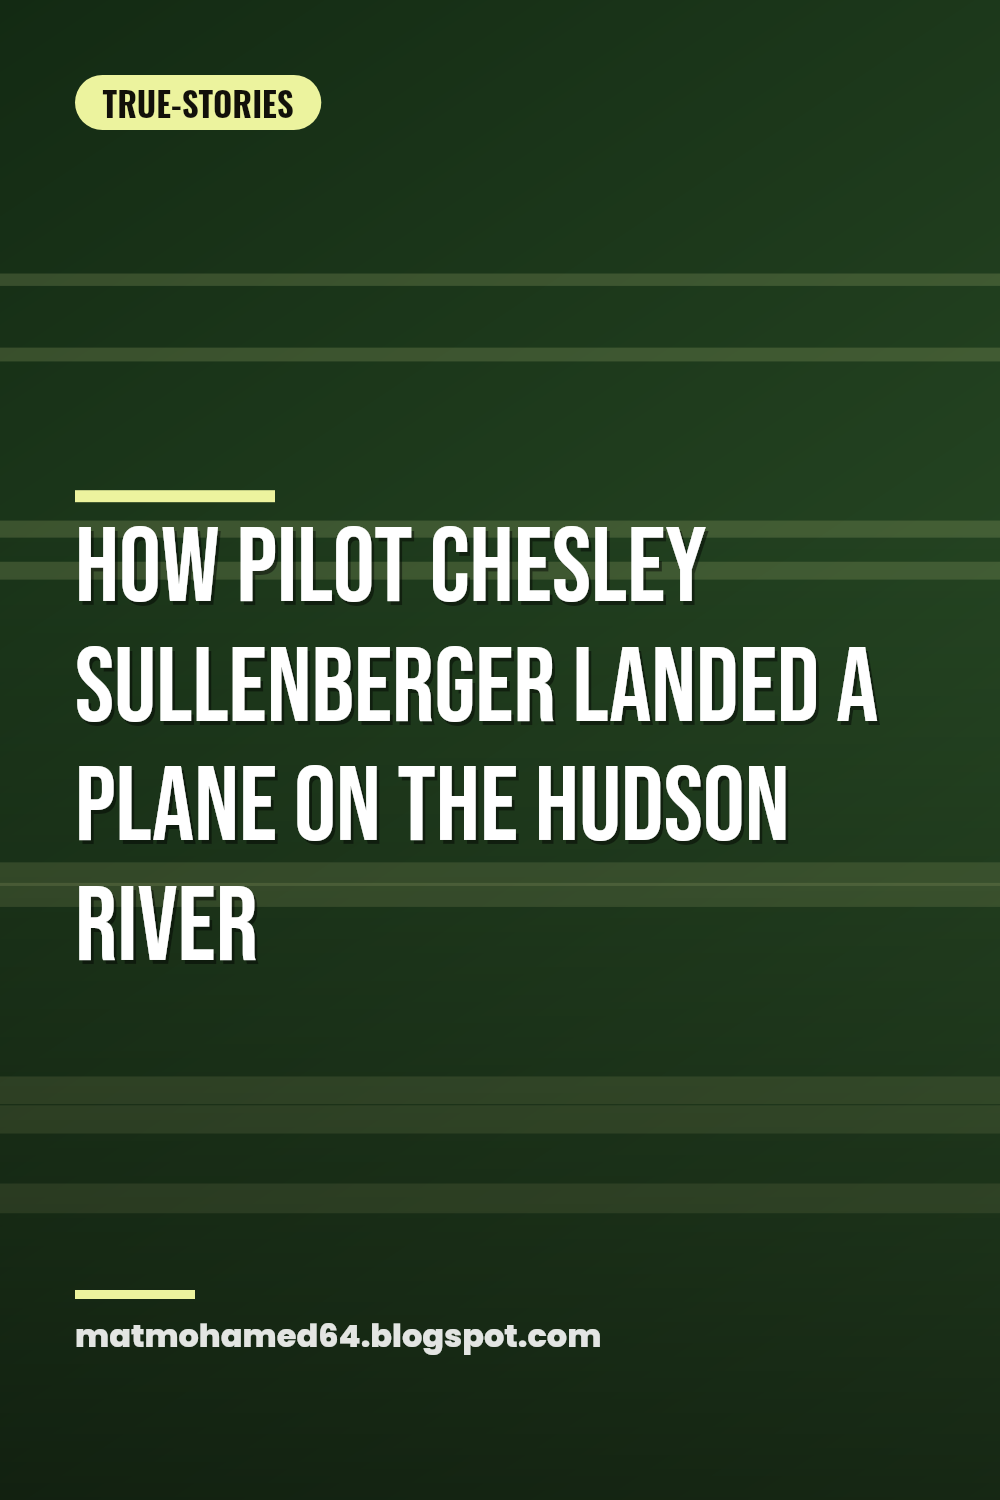 TRUE-STORIES
HOW PILOT CHESLEY
SULLENBERGER LANDED A
PLANE ON THE HUDSON
RIVER
matmohamed64.blogspot.com